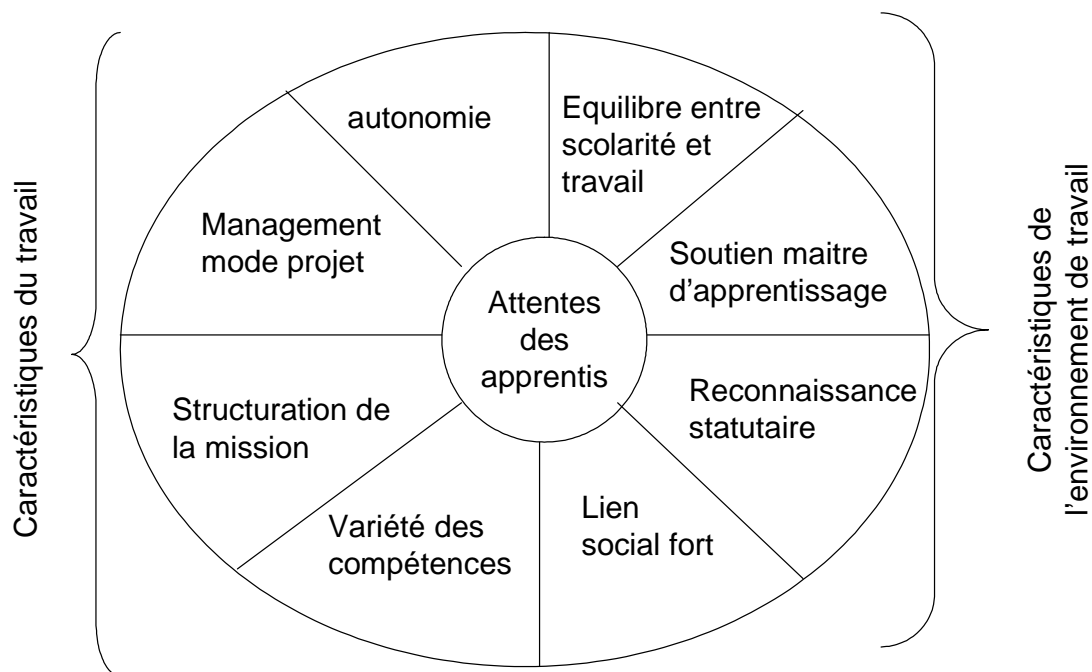 Caractéristiques du travail
autonomie
Management
mode projet
Structuration de
la mission
Variété des
compétences
Attentes
des
apprentis
Equilibre entre
scolarité et
travail
Soutien maitre
d'apprentissage
Reconnaissance
statutaire
Lien
social fort
Caractéristiques de
l'environnement de travail